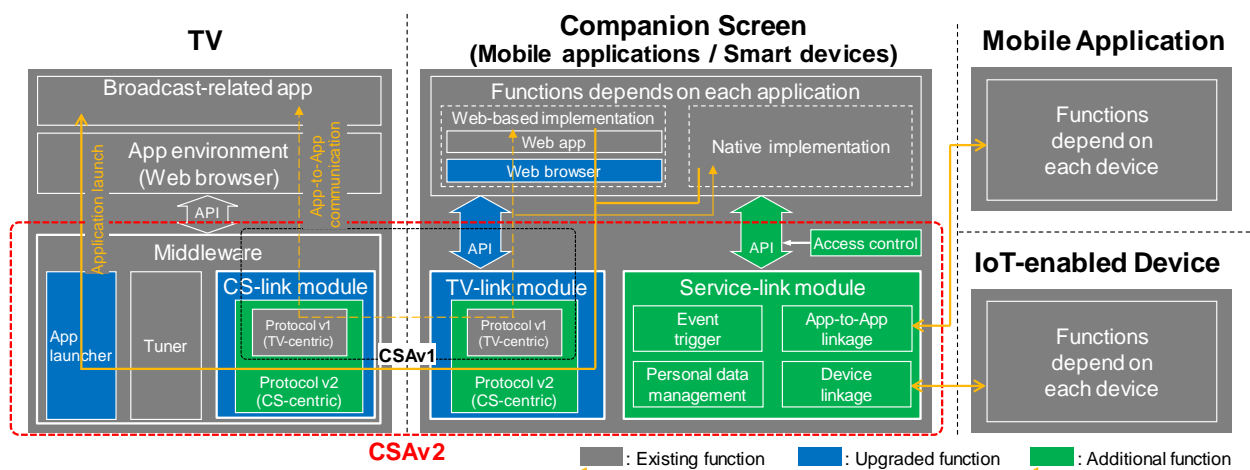 TV
Broadcast-related app
App environment
(Web browser)
API
Application launch
App-to-App
communication
Middleware
App
launcher
Tuner
CS-link module
Protocol v1
(TV-centric)
Protocol v2
(CS-centric)
CSAv1
CSAv2
Companion Screen
(Mobile applications / Smart devices)
Functions depends on each application
Web-based implementation
Web app
Web browser
Native implementation
API
API
Access control
TV-link module
Protocol v1
(TV-centric)
Protocol v2
(CS-centric)
Service-link module
Event
trigger
App-to-App
linkage
Personal data
management
Device
linkage
Mobile Application
Functions
depend on
each device
IoT-enabled Device
Functions
depend on
each device
: Existing function
: Upgraded function
: Additional function